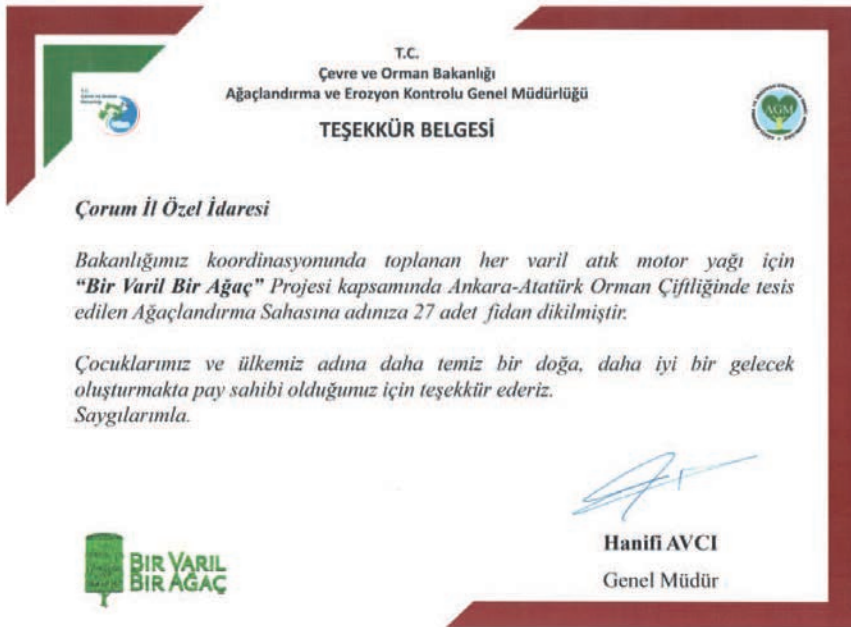 T.C.
Çevre ve Orman Bakanlığı
Ağaçlandırma ve Erozyon Kontrolu Genel Müdürlüğü
TEŞEKKÜR BELGESİ
AGM
Çorum İl Özel İdaresi
Bakanlığımız koordinasyonunda toplanan her varil atık motor yağı için
“Bir Varil Bir Ağaç” Projesi kapsamında Ankara-Atatürk Orman Çiftliğinde tesis
edilen Ağaçlandırma Sahasına adınıza 27 adet fidan dikilmiştir.
Çocuklarımız ve ülkemiz adına daha temiz bir doğa, daha iyi bir gelecek
oluşturmakta pay sahibi olduğunuz için teşekkür ederiz.
Saygılarımla.
Hanifi AVCI
Genel Müdür
BIR VARIL
BIR AĞAÇ